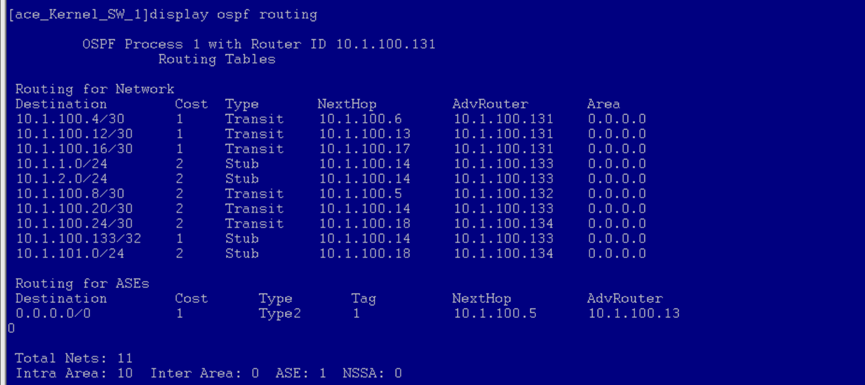 [ace_Kernel_SW_1]display ospf routing
OSPF Process 1 with Router ID 10.1.100.131
Routing Tables
Routing for Network
Destination Cost Type NextHop AdvRouter Area
10.1.100.4/30 1 Transit 10.1.100.6 10.1.100.131 0.0.0.0
10.1.100.12/30 1 Transit 10.1.100.13 10.1.100.131 0.0.0.0
10.1.100.16/30 1 Transit 10.1.100.17 10.1.100.131 0.0.0.0
10.1.1.0/24 2 Stub 10.1.100.14 10.1.100.133 0.0.0.0
10.1.2.0/24 2 Stub 10.1.100.14 10.1.100.133 0.0.0.0
10.1.100.8/30 2 Transit 10.1.100.5 10.1.100.132 0.0.0.0
10.1.100.20/30 2 Transit 10.1.100.14 10.1.100.133 0.0.0.0
10.1.100.24/30 2 Transit 10.1.100.18 10.1.100.134 0.0.0.0
10.1.100.133/32 1 Stub 10.1.100.14 10.1.100.133 0.0.0.0
10.1.101.0/24 2 Stub 10.1.100.18 10.1.100.134 0.0.0.0
Routing for ASEs
Destination Cost Type Tag NextHop AdvRouter
0.0.0.0/0 1 Type2 1 10.1.100.5 10.1.100.13
0
Total Nets: 11
Intra Area: 10 Inter Area: 0 ASE: 1 NSSA: 0